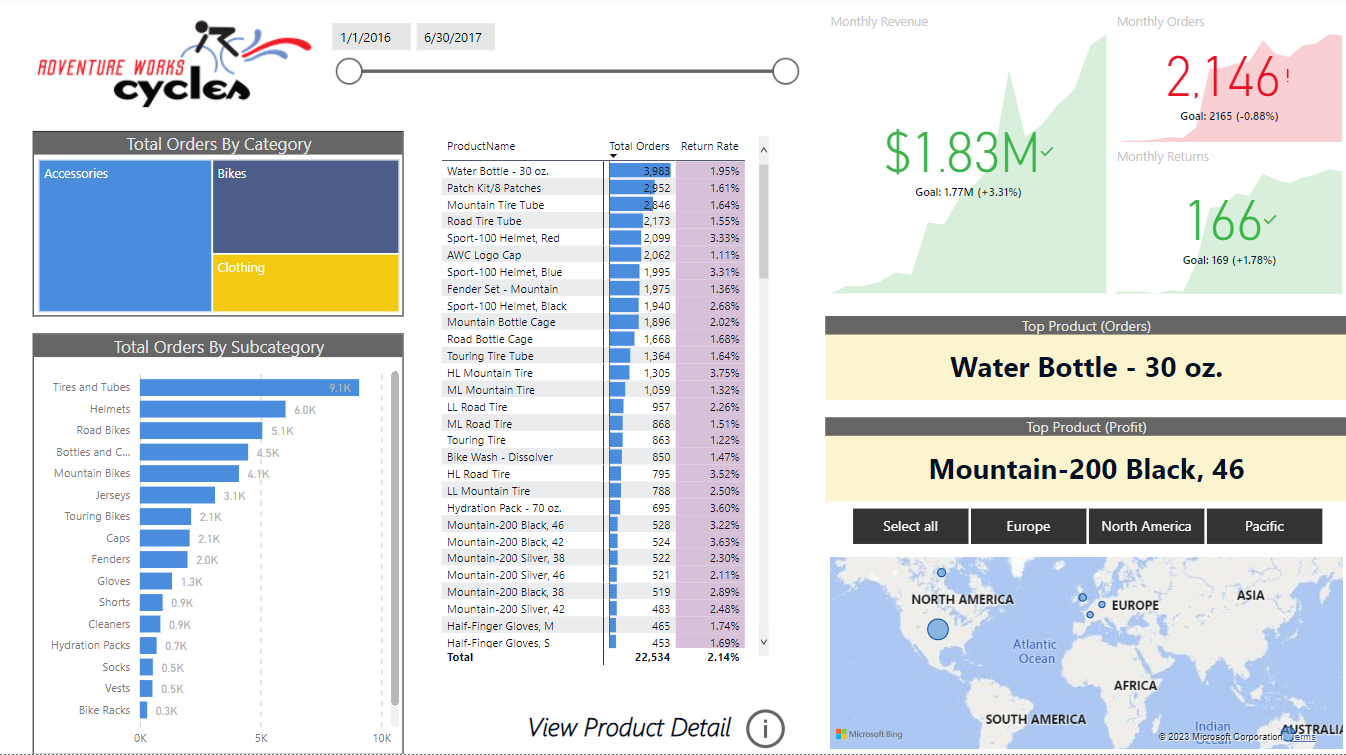 ADVENTURE WORKS
cycles
1/1/2016
6/30/2017
Total Orders By Category
Accessories
Bikes
Clothing
Total Orders By Subcategory
Tires and Tubes 9.1K
Helmets 6.0K
Road Bikes 5.1K
Bottles and C... 4.5K
Mountain Bikes 4.1K
Jerseys 3.1K
Touring Bikes 2.1K
Caps 2.1K
Fenders 2.0K
Gloves 1.3K
Shorts 0.9K
Cleaners 0.9K
Hydration Packs 0.7K
Socks 0.5K
Vests 0.5K
Bike Racks 0.3K
0K 5K 10K
ProductName Total Orders Return Rate
Water Bottle - 30 oz. 3,983 1.95%
Patch Kit/8 Patches 2,952 1.61%
Mountain Tire Tube 2,846 1.64%
Road Tire Tube 2,173 1.55%
Sport-100 Helmet, Red 2,099 3.33%
AWC Logo Cap 2,062 1.11%
Sport-100 Helmet, Blue 1,995 3.31%
Fender Set - Mountain 1,975 1.36%
Sport-100 Helmet, Black 1,940 2.68%
Mountain Bottle Cage 1,896 2.02%
Road Bottle Cage 1,668 1.68%
Touring Tire Tube 1,364 1.64%
HL Mountain Tire 1,305 3.75%
ML Mountain Tire 1,059 1.32%
LL Road Tire 957 2.26%
ML Road Tire 868 1.51%
Touring Tire 863 1.22%
Bike Wash - Dissolver 850 1.47%
HL Road Tire 795 3.52%
LL Mountain Tire 788 2.50%
Hydration Pack - 70 oz. 695 3.60%
Mountain-200 Black, 46 528 3.22%
Mountain-200 Black, 42 524 3.63%
Mountain-200 Silver, 38 522 2.30%
Mountain-200 Silver, 46 521 2.11%
Mountain-200 Black, 38 519 2.89%
Mountain-200 Silver, 42 483 2.48%
Half-Finger Gloves, M 465 1.74%
Half-Finger Gloves, S 453 1.69%
Total 22,534 2.14%
View Product Detail i
Monthly Revenue
$1.83M
Goal: 1.77M (+3.31%)
Monthly Orders
2,146!
Goal: 2165 (-0.88%)
Monthly Returns
166
Goal: 169 (+1.78%)
Top Product (Orders)
Water Bottle - 30 oz.
Top Product (Profit)
Mountain-200 Black, 46
Select all
Europe
North America
Pacific
NORTH AMERICA
EUROPE
ASIA
Atlantic
Ocean
AFRICA
SOUTH AMERICA
Indian
Ocean
AUSTRALIA
Microsoft Bing
© 2023 Microsoft Corporation Terms